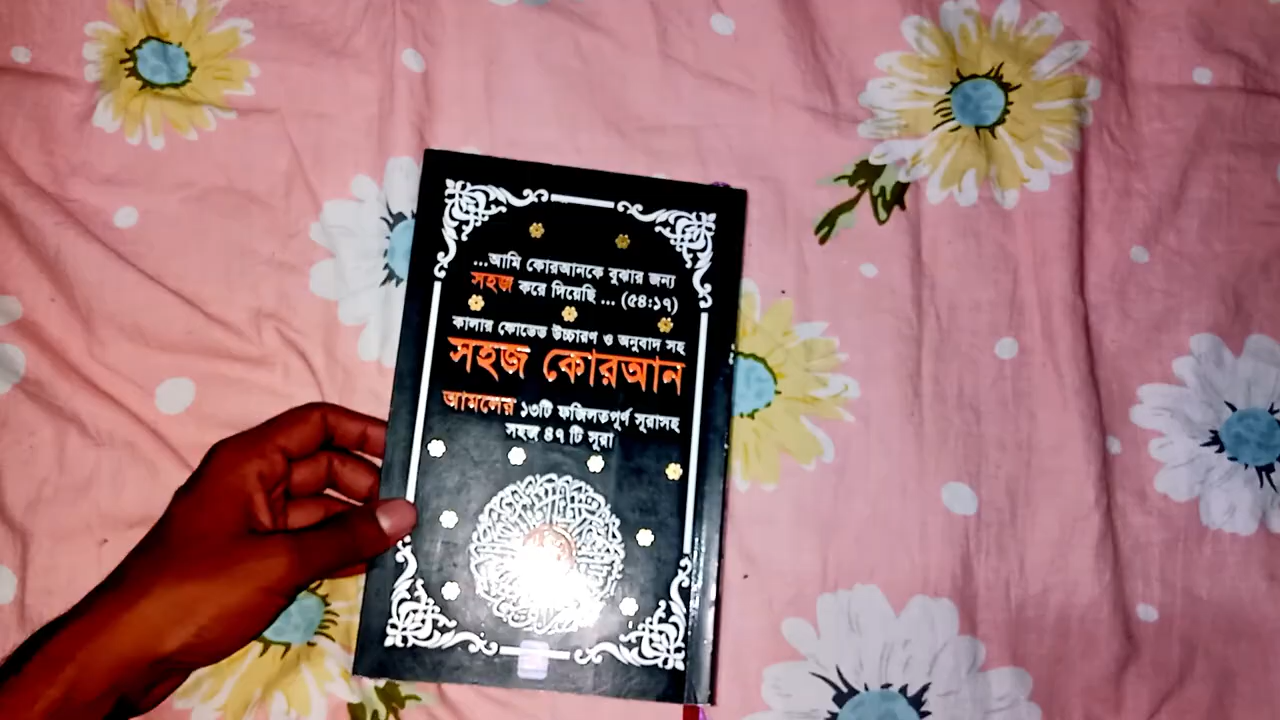 ...আমি কোরআনকে বুঝার জন্য
সহজ করে দিয়েছি ... (৫৪:১৭)
কালার কোডেড উচ্চারণ ও অনুবাদ সহ
সহজ কোরআন
আমলের ১৩টি ফজিলতপূর্ণ সূরাসহ
সহজ ৪৭ টি সূরা